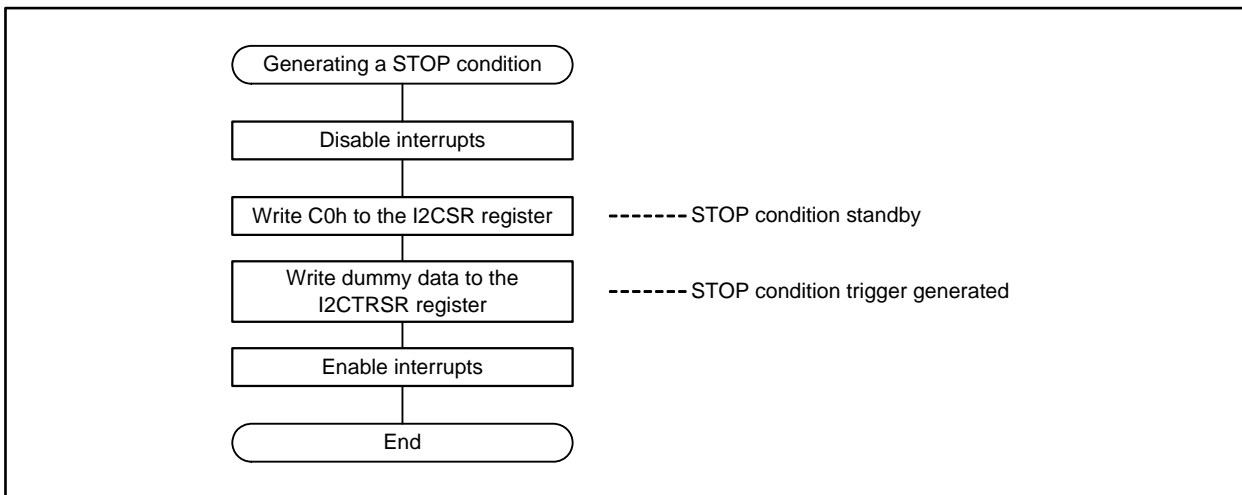 Generating a STOP condition
Disable interrupts
Write C0h to the I2CSR register
STOP condition standby
Write dummy data to the
I2CTRSR register
STOP condition trigger generated
Enable interrupts
End